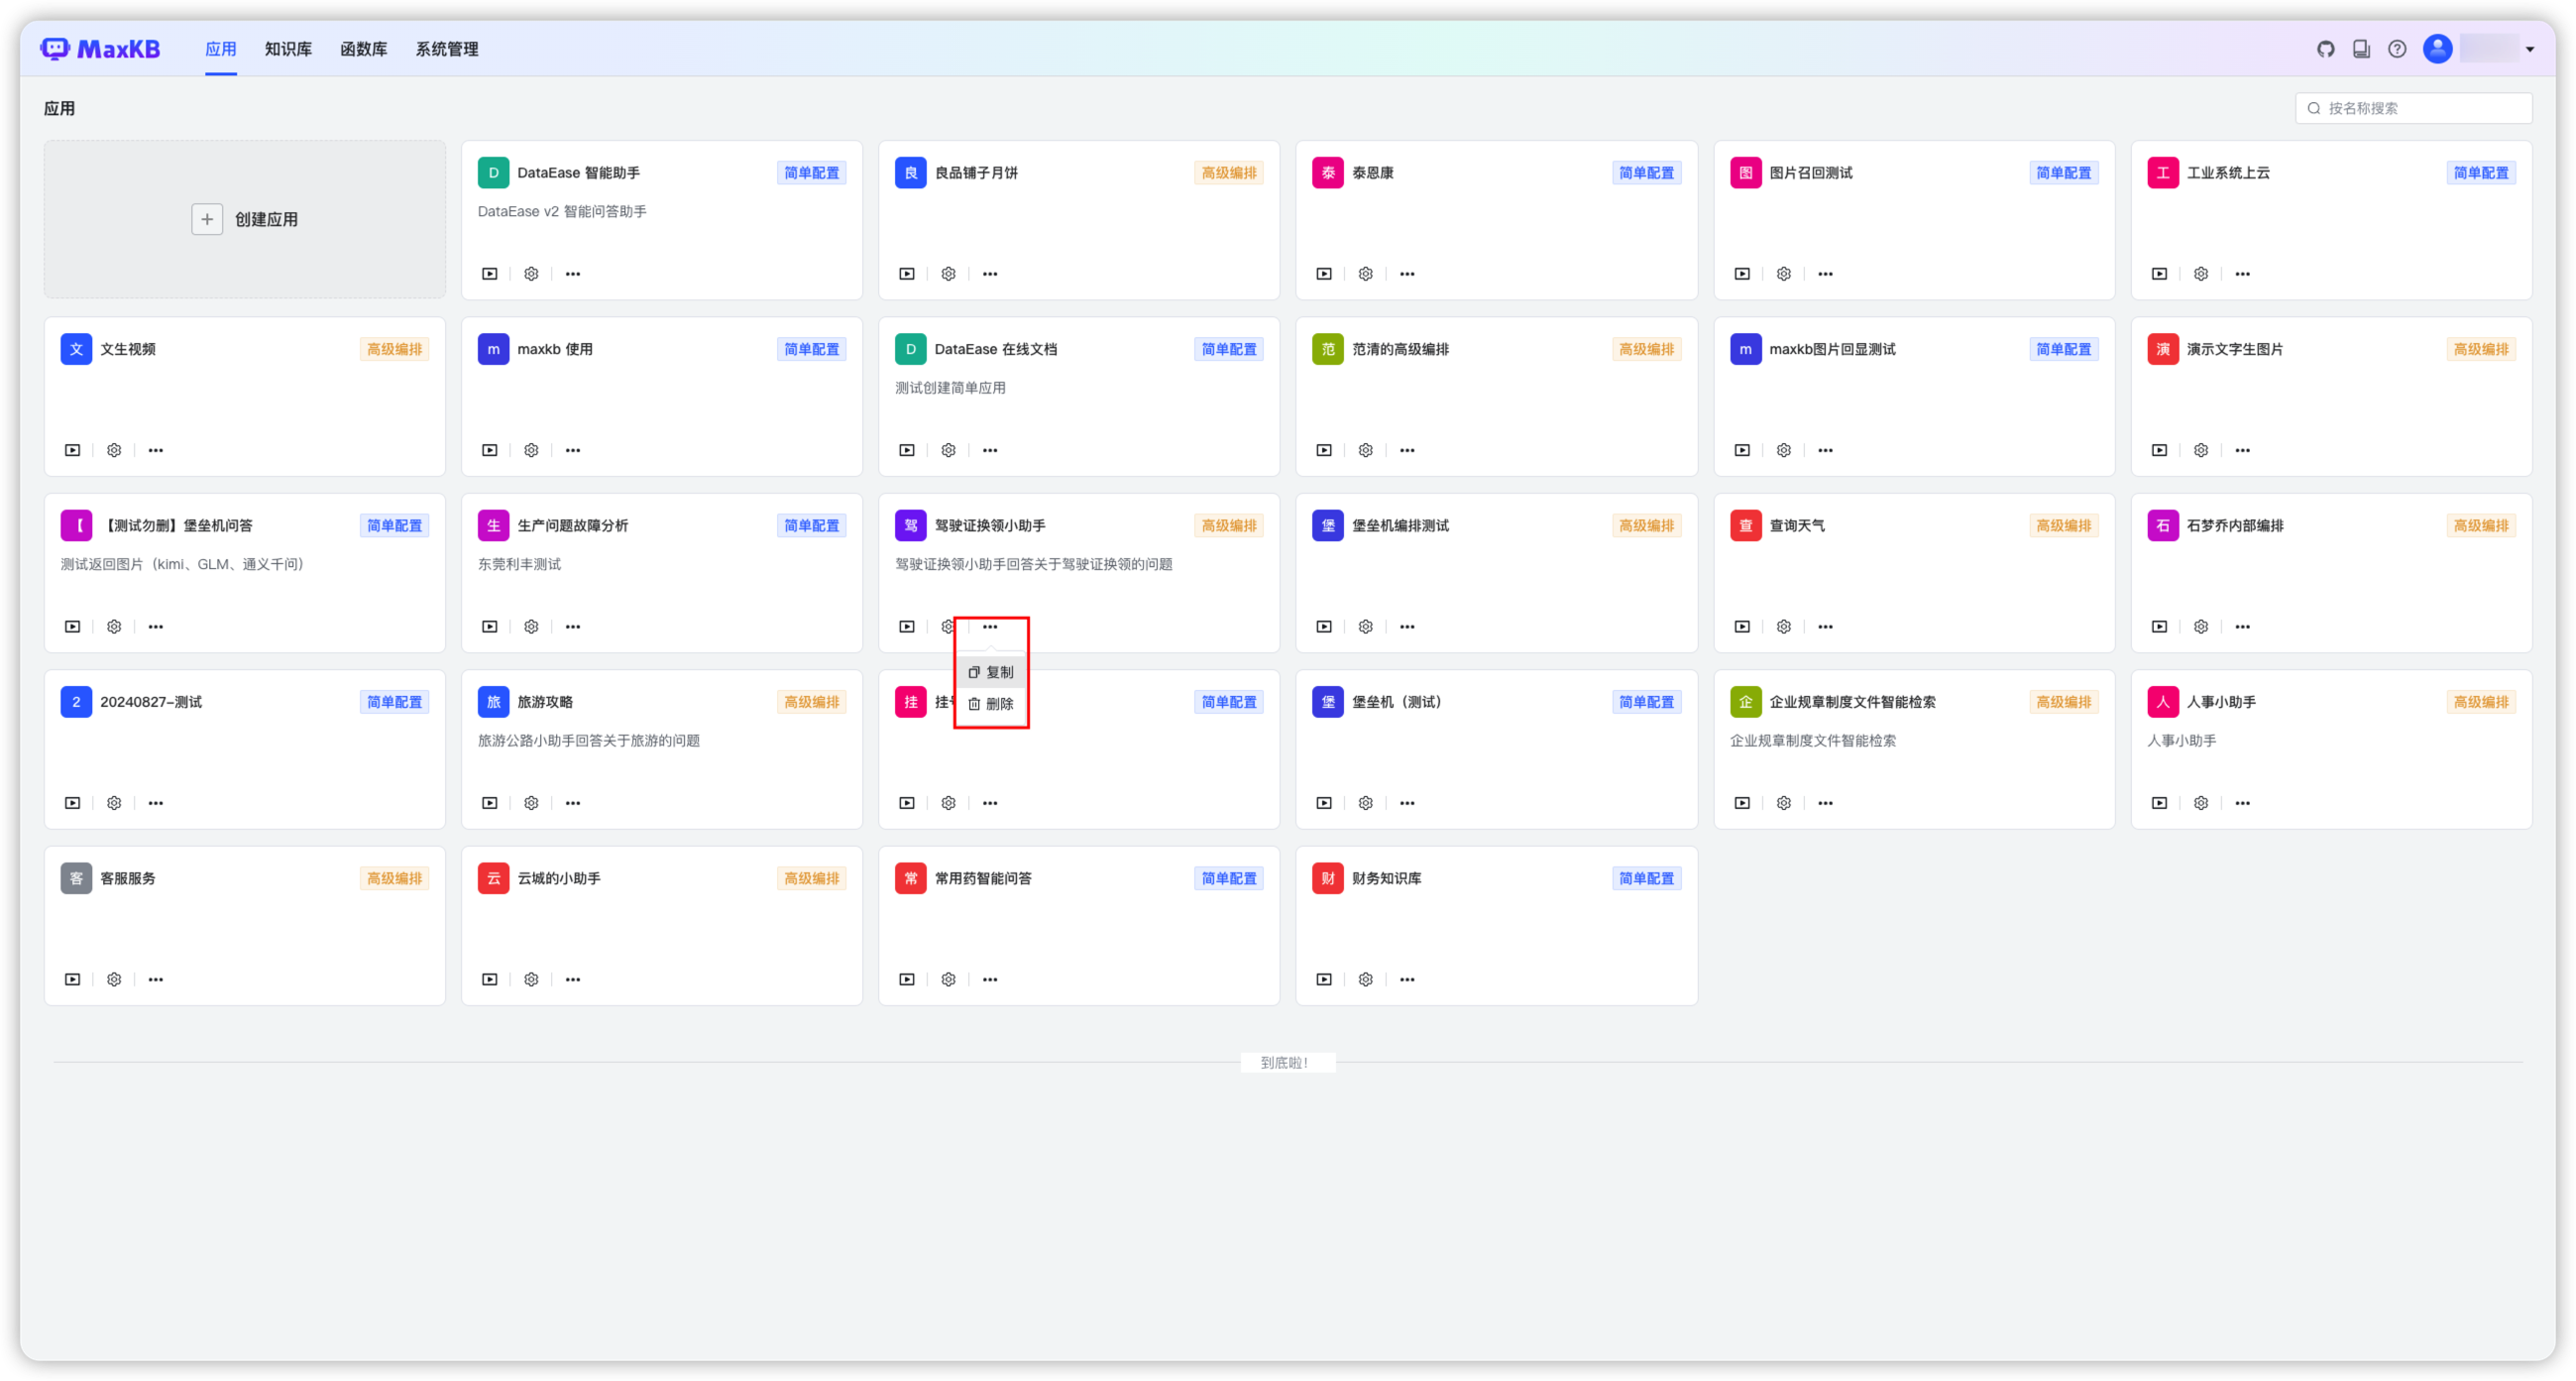 MaxKB 应用 知识库 函数库 系统管理
应用
按名称搜索
创建应用
D DataEase 智能助手 简单配置
DataEase v2 智能问答助手
良 良品铺子月饼 高级编排
泰 泰恩康 简单配置
图 图片召回测试 简单配置
工 工业系统上云 简单配置
文 文生视频 高级编排
m maxkb 使用 简单配置
D DataEase 在线文档 简单配置
测试创建简单应用
范 范清的高级编排 高级编排
m maxkb图片回显测试 简单配置
演 演示文字生图片 高级编排
【 【测试勿删】堡垒机问答 简单配置
测试返回图片（kimi、GLM、通义千问）
生 生产问题故障分析 简单配置
东莞利丰测试
驾 驾驶证换领小助手 高级编排
驾驶证换领小助手回答关于驾驶证换领的问题
复制
删除
堡 堡垒机编排测试 高级编排
查 查询天气 高级编排
石 石梦乔内部编排 高级编排
2 20240827-测试 简单配置
旅 旅游攻略 高级编排
旅游公路小助手回答关于旅游的问题
挂 挂 简单配置
堡 堡垒机（测试） 简单配置
企 企业规章制度文件智能检索 高级编排
企业规章制度文件智能检索
人 人事小助手 高级编排
人事小助手
客 客服服务 高级编排
云 云城的小助手 高级编排
常 常用药智能问答 简单配置
财 财务知识库 简单配置
到底啦！